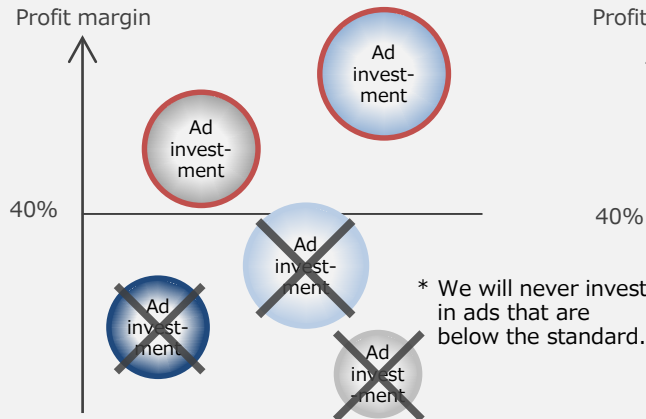 Profit margin
Profit
Ad
invest-
ment
Ad
invest-
ment
40%
40%
Ad
invest-
ment
* We will never invest
in ads that are
below the standard.
Ad
invest-
ment
Ad
invest
-ment